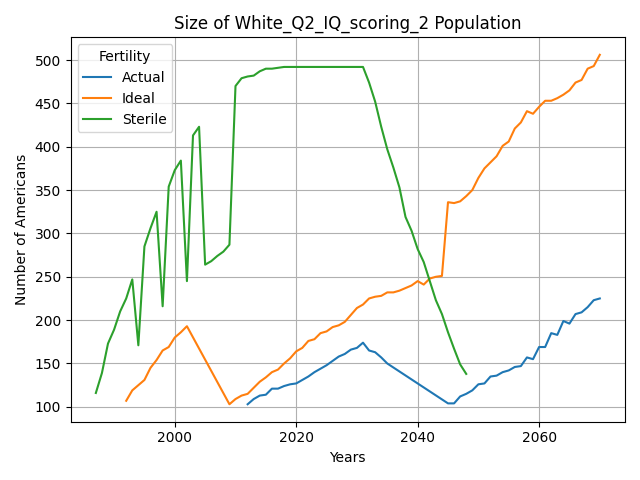 Size of White_Q2_IQ_scoring_2 Population
Number of Americans
500
450
400
350
300
250
200
150
100
Fertility
Actual
Ideal
Sterile
2000
2020
2040
2060
Years